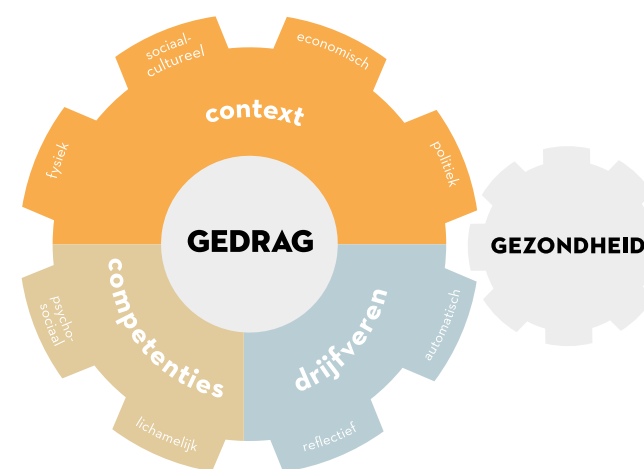 sociaal-
cultureel
economisch
context
fysiek
politiek
GEDRAG
GEZONDHEID
competenties
drijfveren
psycho-
sociaal
automatisch
lichamelijk
reflectief